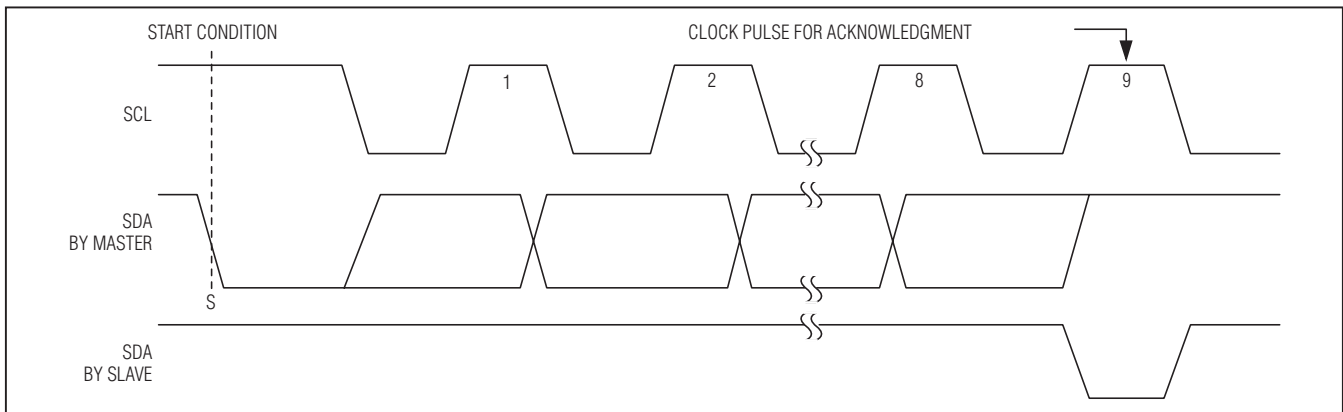 START CONDITION
CLOCK PULSE FOR ACKNOWLEDGMENT
SCL
1
2
8
9
SDA
BY MASTER
S
SDA
BY SLAVE